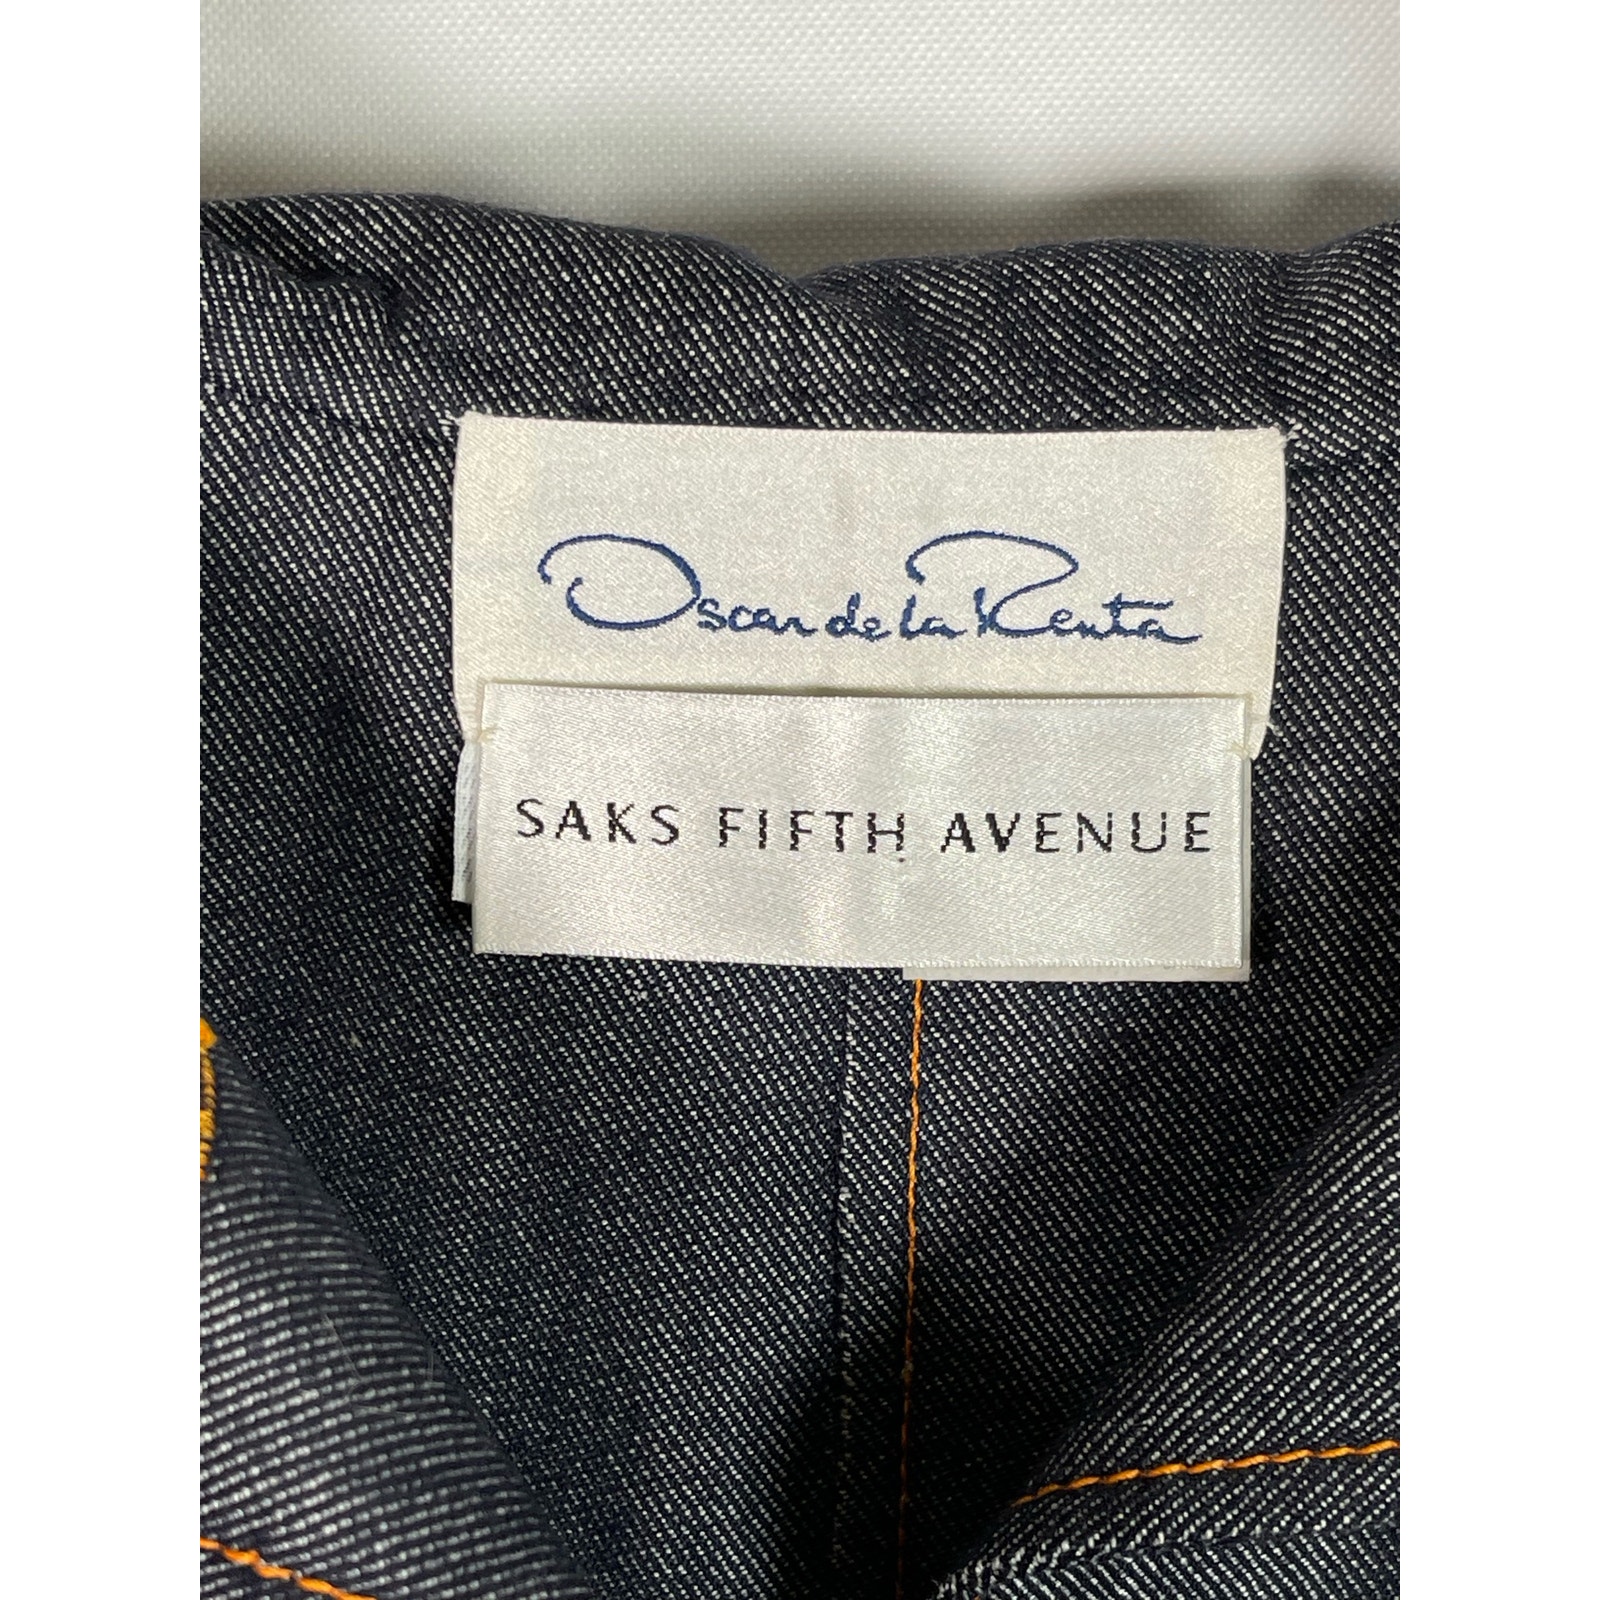 Oscar de la Renta
SAKS FIFTH AVENUE